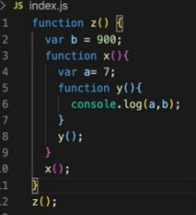 > JS index.js
1 function z() {
2   var b = 900;
3   function x(){
4     var a= 7;
5     function y(){
6       console.log(a,b);
7     }
8     y();
9   }
10   x();
11 }
12 z();